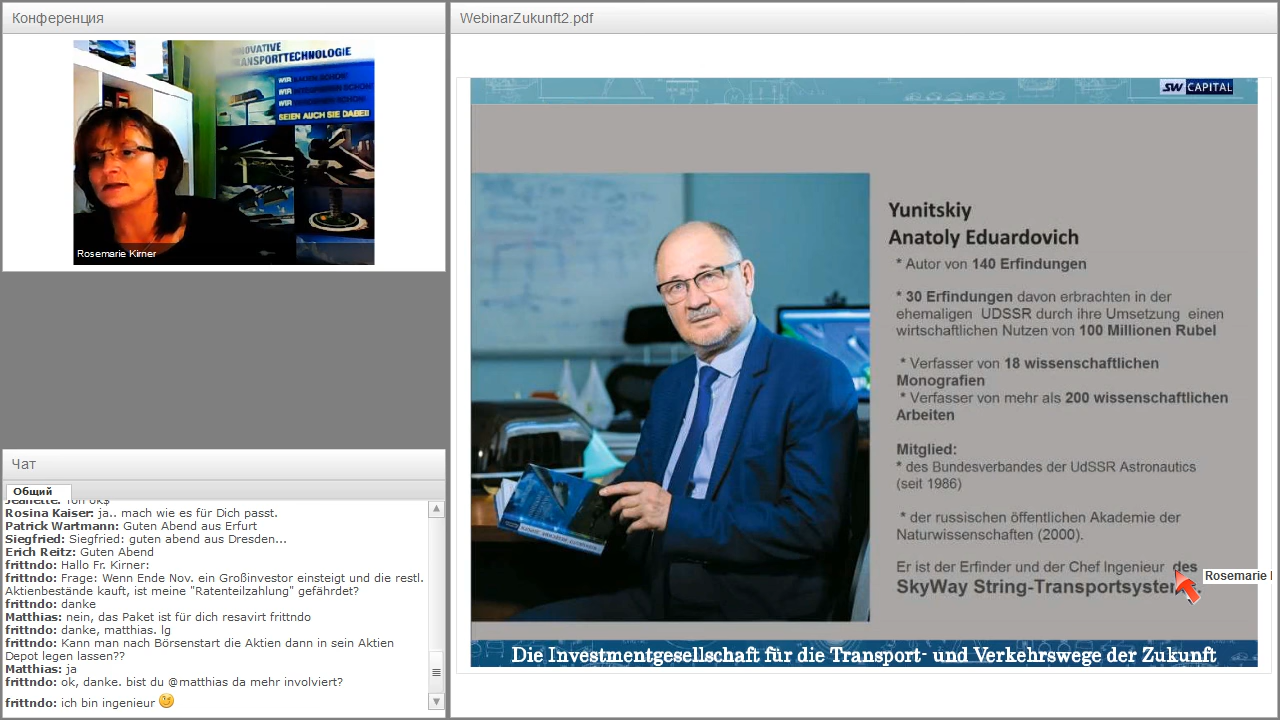 Конференция
INNOVATIVE
TRANSPORTTECHNOLOGIE
WIR
WIR
WIR
SEIEN AUCH SIE DABEI!
Rosemarie Kirner
Чат
Общий
Rosina Kaiser: ja.. mach wie es für Dich passt.
Patrick Wartmann: Guten Abend aus Erfurt
Siegfried: Siegfried: guten abend aus Dresden...
Erich Reitz: Guten Abend
frittndo: Hallo Fr. Kirner:
frittndo: Frage: Wenn Ende Nov. ein Großinvestor einsteigt und die restl.
Aktienbestände kauft, ist meine "Ratenteilzahlung" gefährdet?
frittndo: danke
Matthias: nein, das Paket ist für dich resavirt frittndo
frittndo: danke, matthias. lg
frittndo: Kann man nach Börsenstart die Aktien dann in sein Aktien
Depot legen lassen??
Matthias: ja
frittndo: ok, danke. bist du @matthias da mehr involviert?
frittndo: ich bin ingenieur
WebinarZukunft2.pdf
SW CAPITAL
Yunitskiy
Anatoly Eduardovich
* Autor von 140 Erfindungen
* 30 Erfindungen davon erbrachten in der
ehemaligen UDSSR durch ihre Umsetzung einen
wirtschaftlichen Nutzen von 100 Millionen Rubel
* Verfasser von 18 wissenschaftlichen
Monografien
* Verfasser von mehr als 200 wissenschaftlichen
Arbeiten
Mitglied:
* des Bundesverbandes der UdSSR Astronautics
(seit 1986)
* der russischen öffentlichen Akademie der
Naturwissenschaften (2000).
Er ist der Erfinder und der Chef Ingenieur des
SkyWay String-Transportsystems
Rosemarie
Die Investmentgesellschaft für die Transport- und Verkehrswege der Zukunft